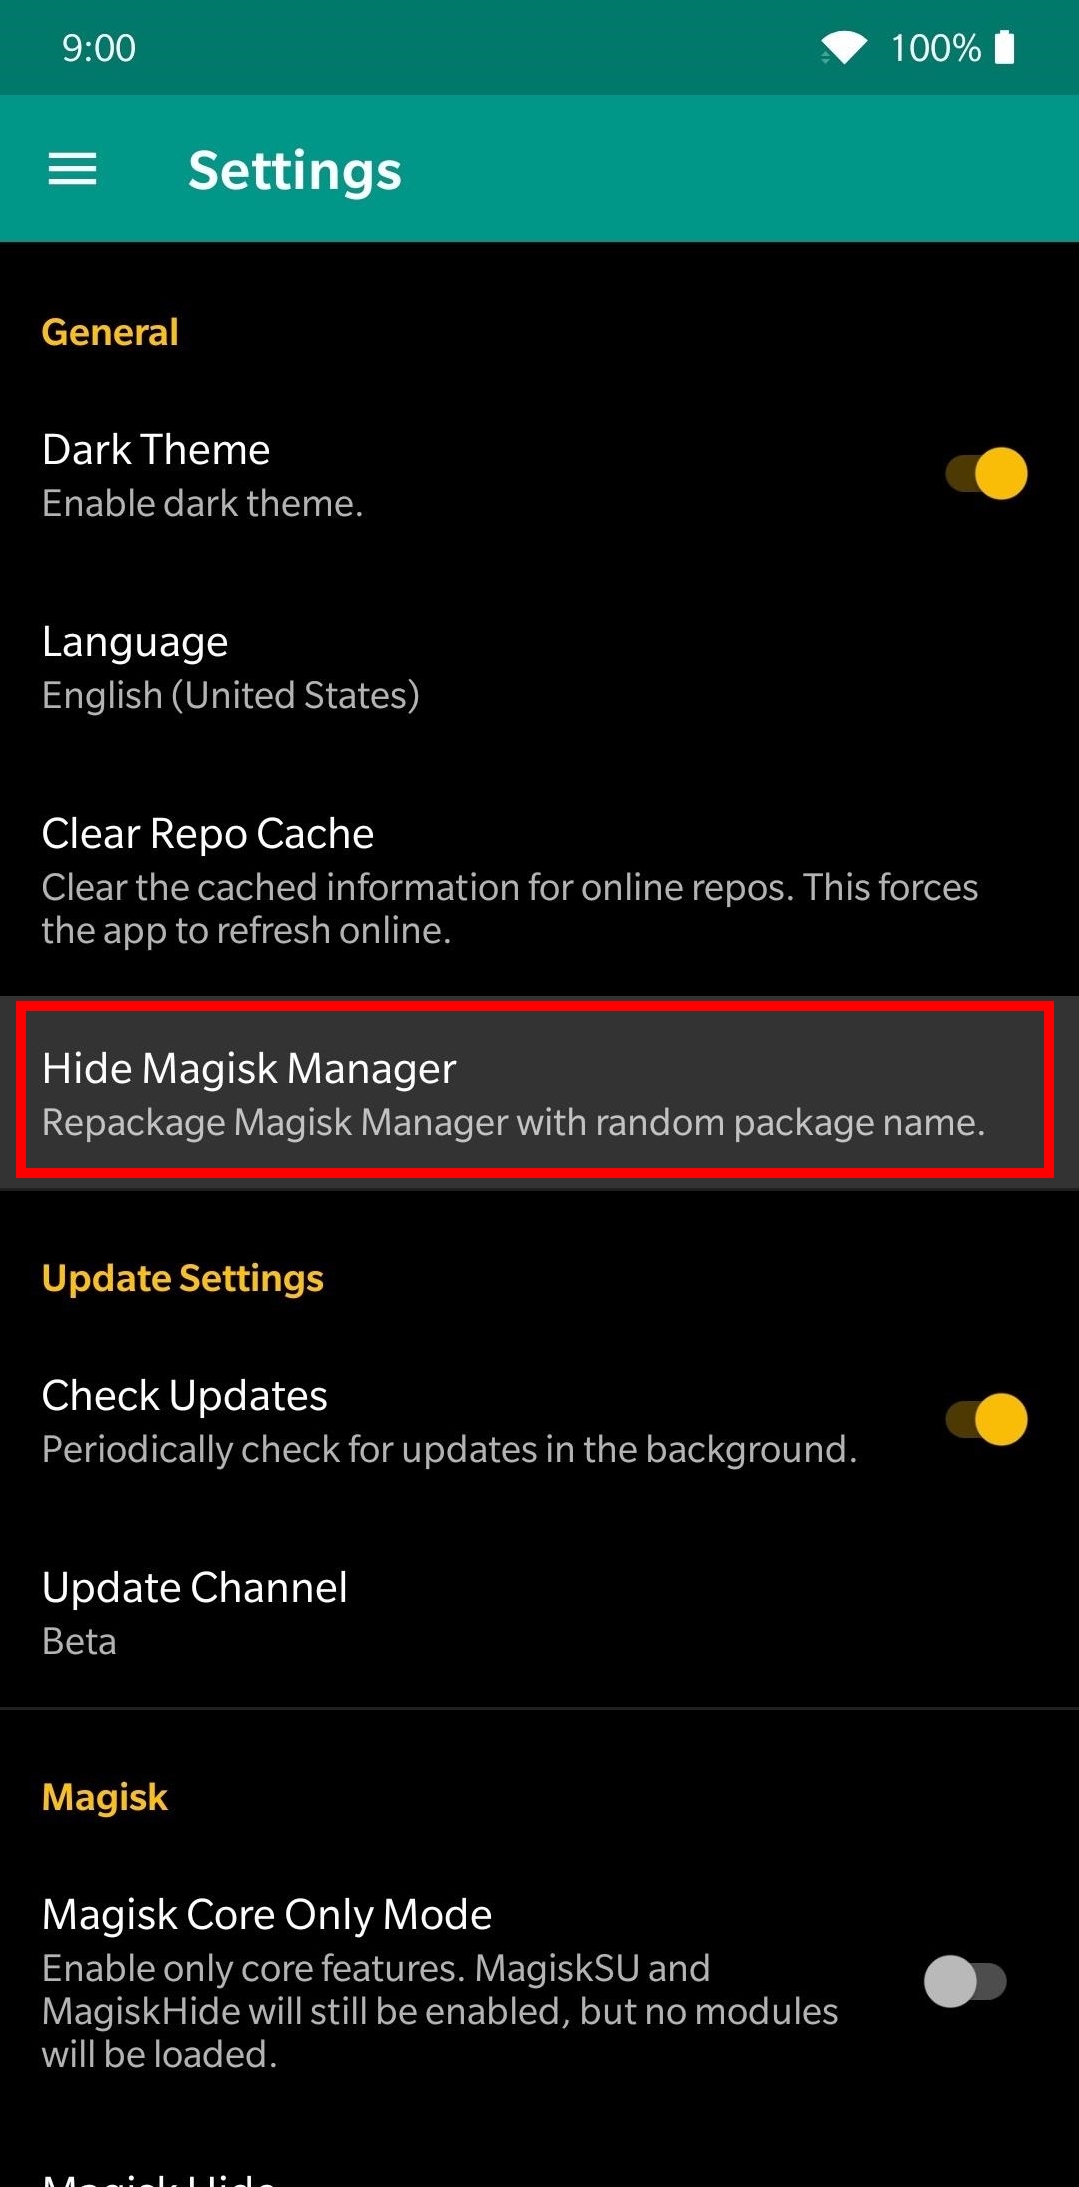 9:00
100%
Settings
General
Dark Theme
Enable dark theme.
Language
English (United States)
Clear Repo Cache
Clear the cached information for online repos. This forces
the app to refresh online.
Hide Magisk Manager
Repackage Magisk Manager with random package name.
Update Settings
Check Updates
Periodically check for updates in the background.
Update Channel
Beta
Magisk
Magisk Core Only Mode
Enable only core features. MagiskSU and
MagiskHide will still be enabled, but no modules
will be loaded.
Magisk Hide